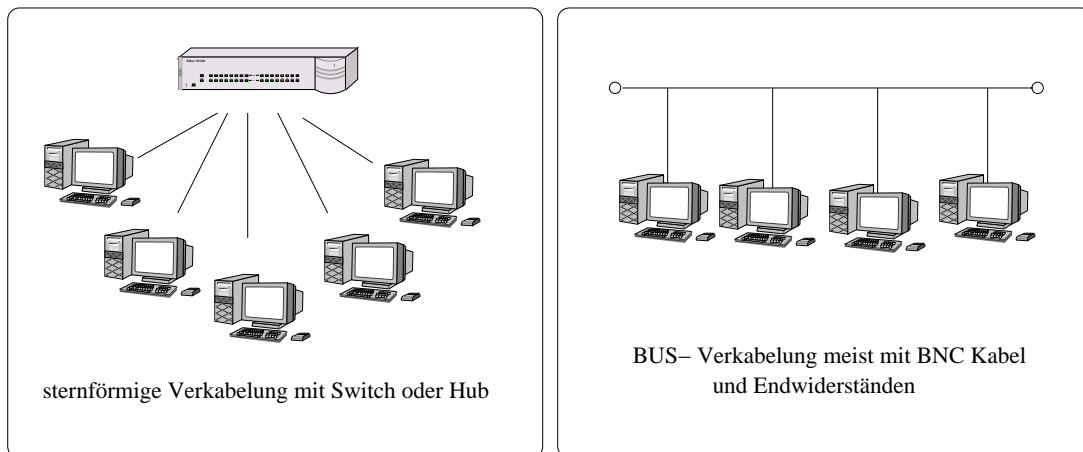 sternförmige Verkabelung mit Switch oder Hub
BUS– Verkabelung meist mit BNC Kabel
und Endwiderständen